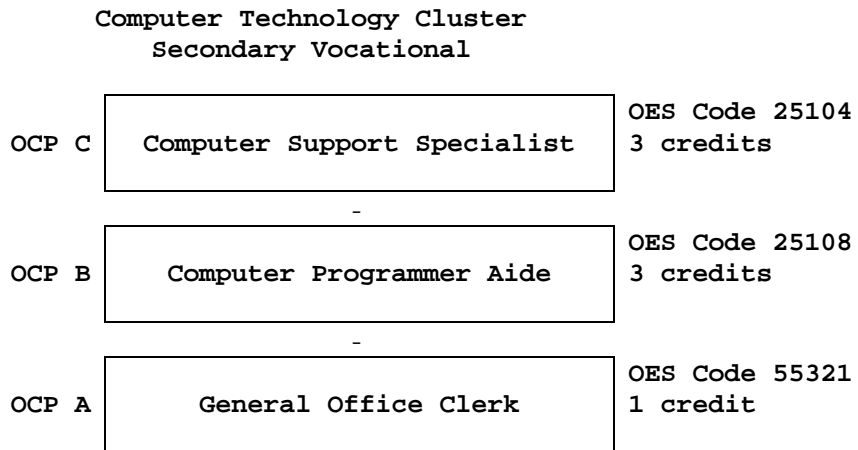 Computer Technology Cluster
Secondary Vocational
OES Code 25104
OCP C Computer Support Specialist 3 credits
-
OES Code 25108
OCP B Computer Programmer Aide 3 credits
-
OES Code 55321
OCP A General Office Clerk 1 credit